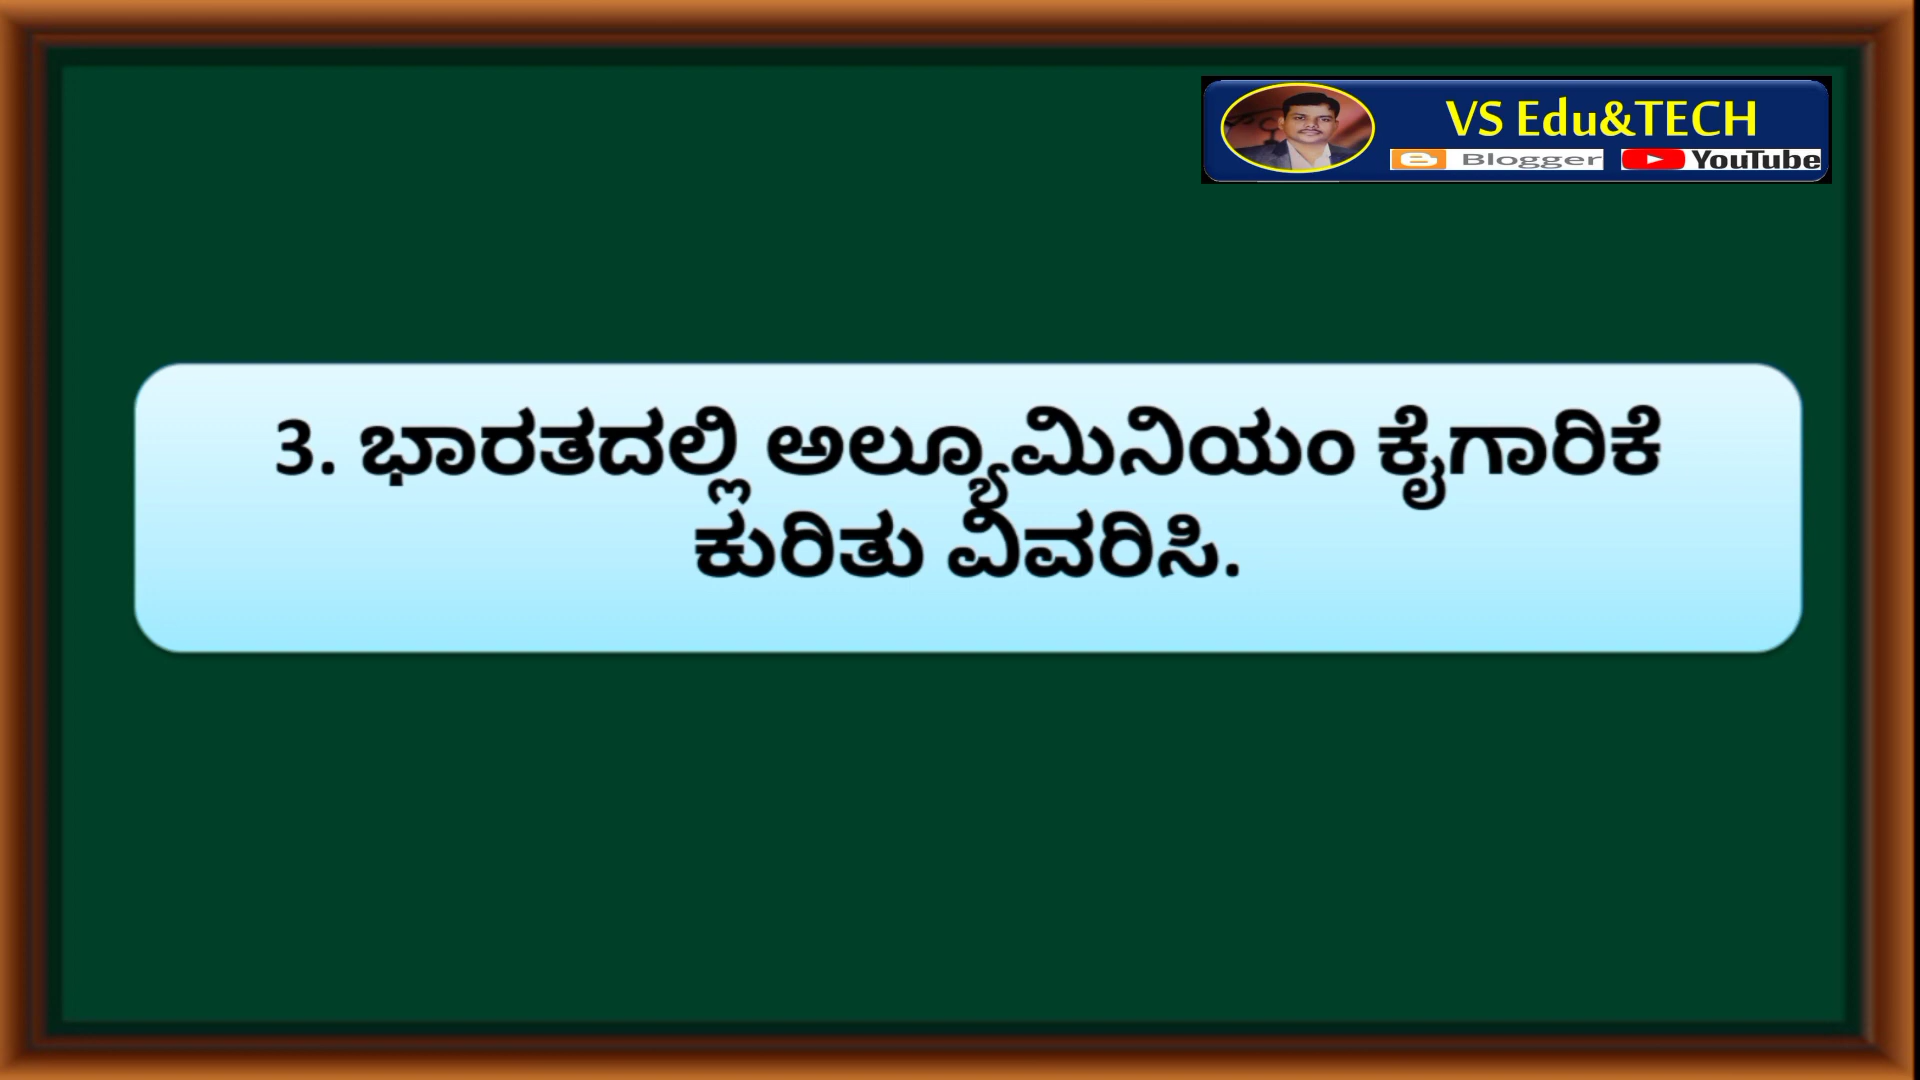 VS Edu&TECH
Blogger YouTube
3. ಭಾರತದಲ್ಲಿ ಅಲ್ಯೂಮಿನಿಯಂ ಕೈಗಾರಿಕೆ
ಕುರಿತು ವಿವರಿಸಿ.